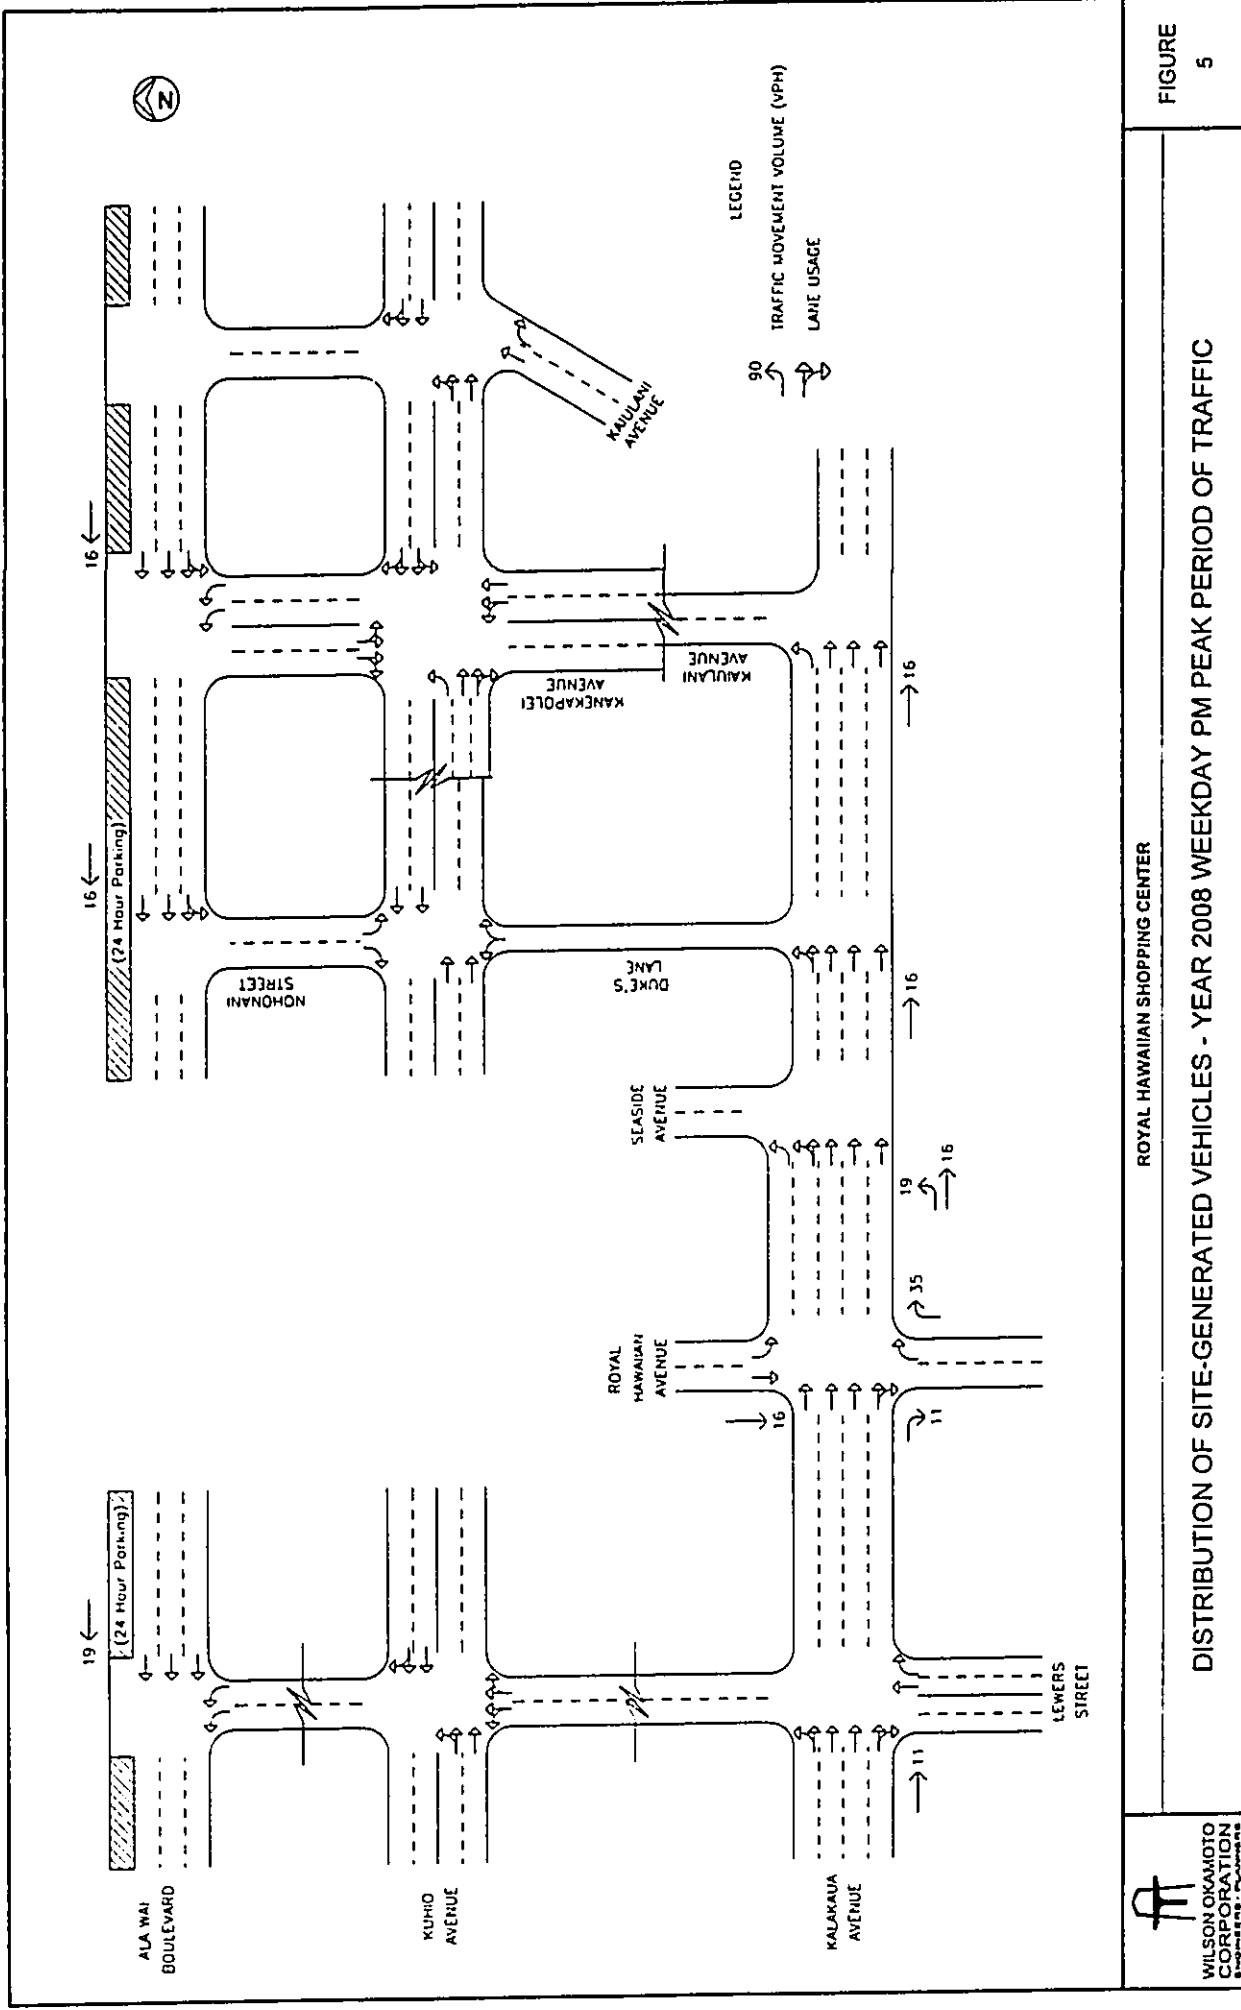 ALA WAI
BOULEVARD
19
(24 Hour Parking)
16
(24 Hour Parking)
16
N
NOHONANI
STREET
KUHIO
AVENUE
KANEKAPOLEI
AVENUE
KAIULANI
AVENUE
DUKE'S
LANE
KAIULANI
AVENUE
ROYAL
HAWAIIAN
AVENUE
SEASIDE
AVENUE
LEGEND
90
TRAFFIC MOVEMENT VOLUME (VPH)
LANE USAGE
KALAKAUA
AVENUE
16
11
11
35
19
16
16
16
LEWERS
STREET
ROYAL HAWAIIAN SHOPPING CENTER
WILSON OKAMOTO
CORPORATION
DISTRIBUTION OF SITE-GENERATED VEHICLES - YEAR 2008 WEEKDAY PM PEAK PERIOD OF TRAFFIC
FIGURE
5